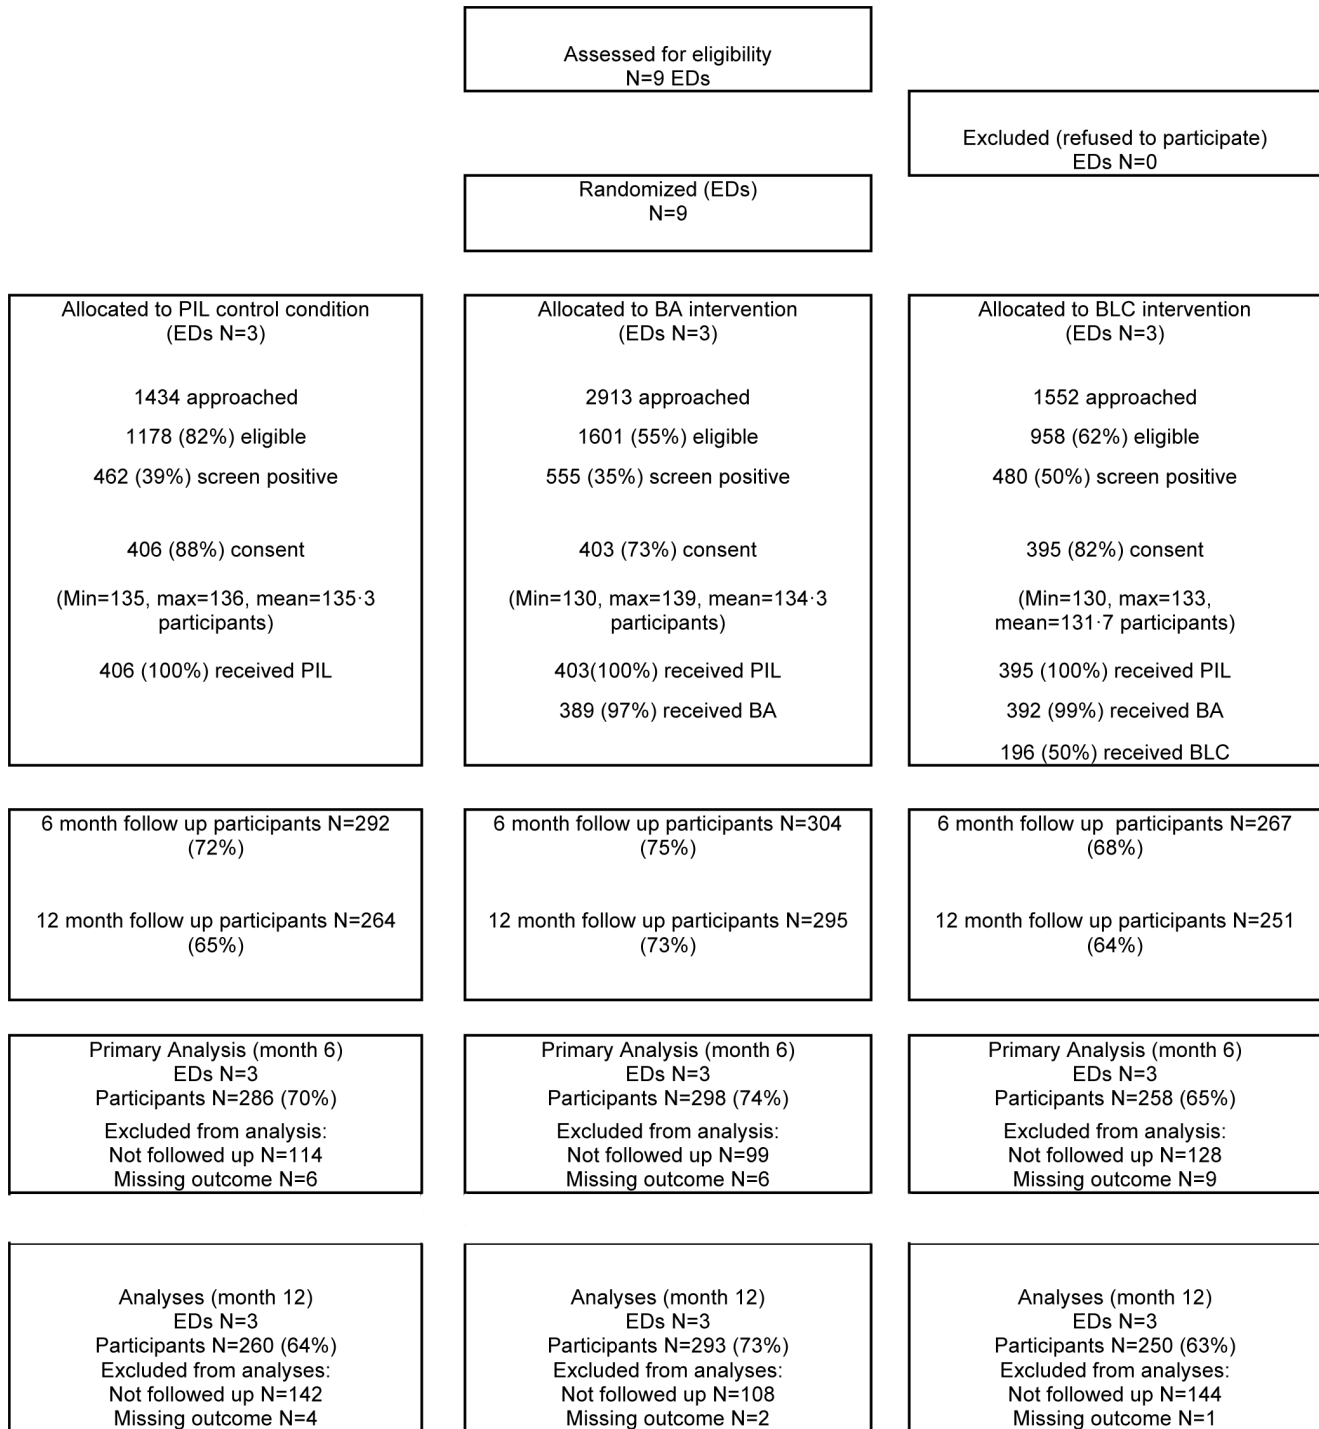 Assessed for eligibility
N=9 EDs
Excluded (refused to participate)
EDs N=0
Randomized (EDs)
N=9
Allocated to PIL control condition
(EDs N=3)
1434 approached
1178 (82%) eligible
462 (39%) screen positive
406 (88%) consent
(Min=135, max=136, mean=135·3
participants)
406 (100%) received PIL
Allocated to BA intervention
(EDs N=3)
2913 approached
1601 (55%) eligible
555 (35%) screen positive
403 (73%) consent
(Min=130, max=139, mean=134·3
participants)
403(100%) received PIL
389 (97%) received BA
Allocated to BLC intervention
(EDs N=3)
1552 approached
958 (62%) eligible
480 (50%) screen positive
395 (82%) consent
(Min=130, max=133,
mean=131·7 participants)
395 (100%) received PIL
392 (99%) received BA
196 (50%) received BLC
6 month follow up participants N=292
(72%)
12 month follow up participants N=264
(65%)
6 month follow up participants N=304
(75%)
12 month follow up participants N=295
(73%)
6 month follow up  participants N=267
(68%)
12 month follow up participants N=251
(64%)
Primary Analysis (month 6)
EDs N=3
Participants N=286 (70%)
Excluded from analysis:
Not followed up N=114
Missing outcome N=6
Primary Analysis (month 6)
EDs N=3
Participants N=298 (74%)
Excluded from analysis:
Not followed up N=99
Missing outcome N=6
Primary Analysis (month 6)
EDs N=3
Participants N=258 (65%)
Excluded from analysis:
Not followed up N=128
Missing outcome N=9
Analyses (month 12)
EDs N=3
Participants N=260 (64%)
Excluded from analyses:
Not followed up N=142
Missing outcome N=4
Analyses (month 12)
EDs N=3
Participants N=293 (73%)
Excluded from analyses:
Not followed up N=108
Missing outcome N=2
Analyses (month 12)
EDs N=3
Participants N=250 (63%)
Excluded from analyses:
Not followed up N=144
Missing outcome N=1